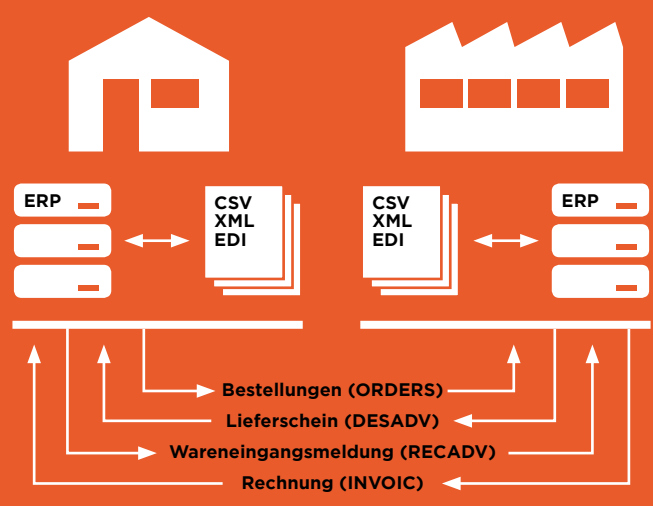 ERP
CSV
XML
EDI
CSV
XML
EDI
ERP
Bestellungen (ORDERS)
Lieferschein (DESADV)
Wareneingangsmeldung (RECADV)
Rechnung (INVOIC)